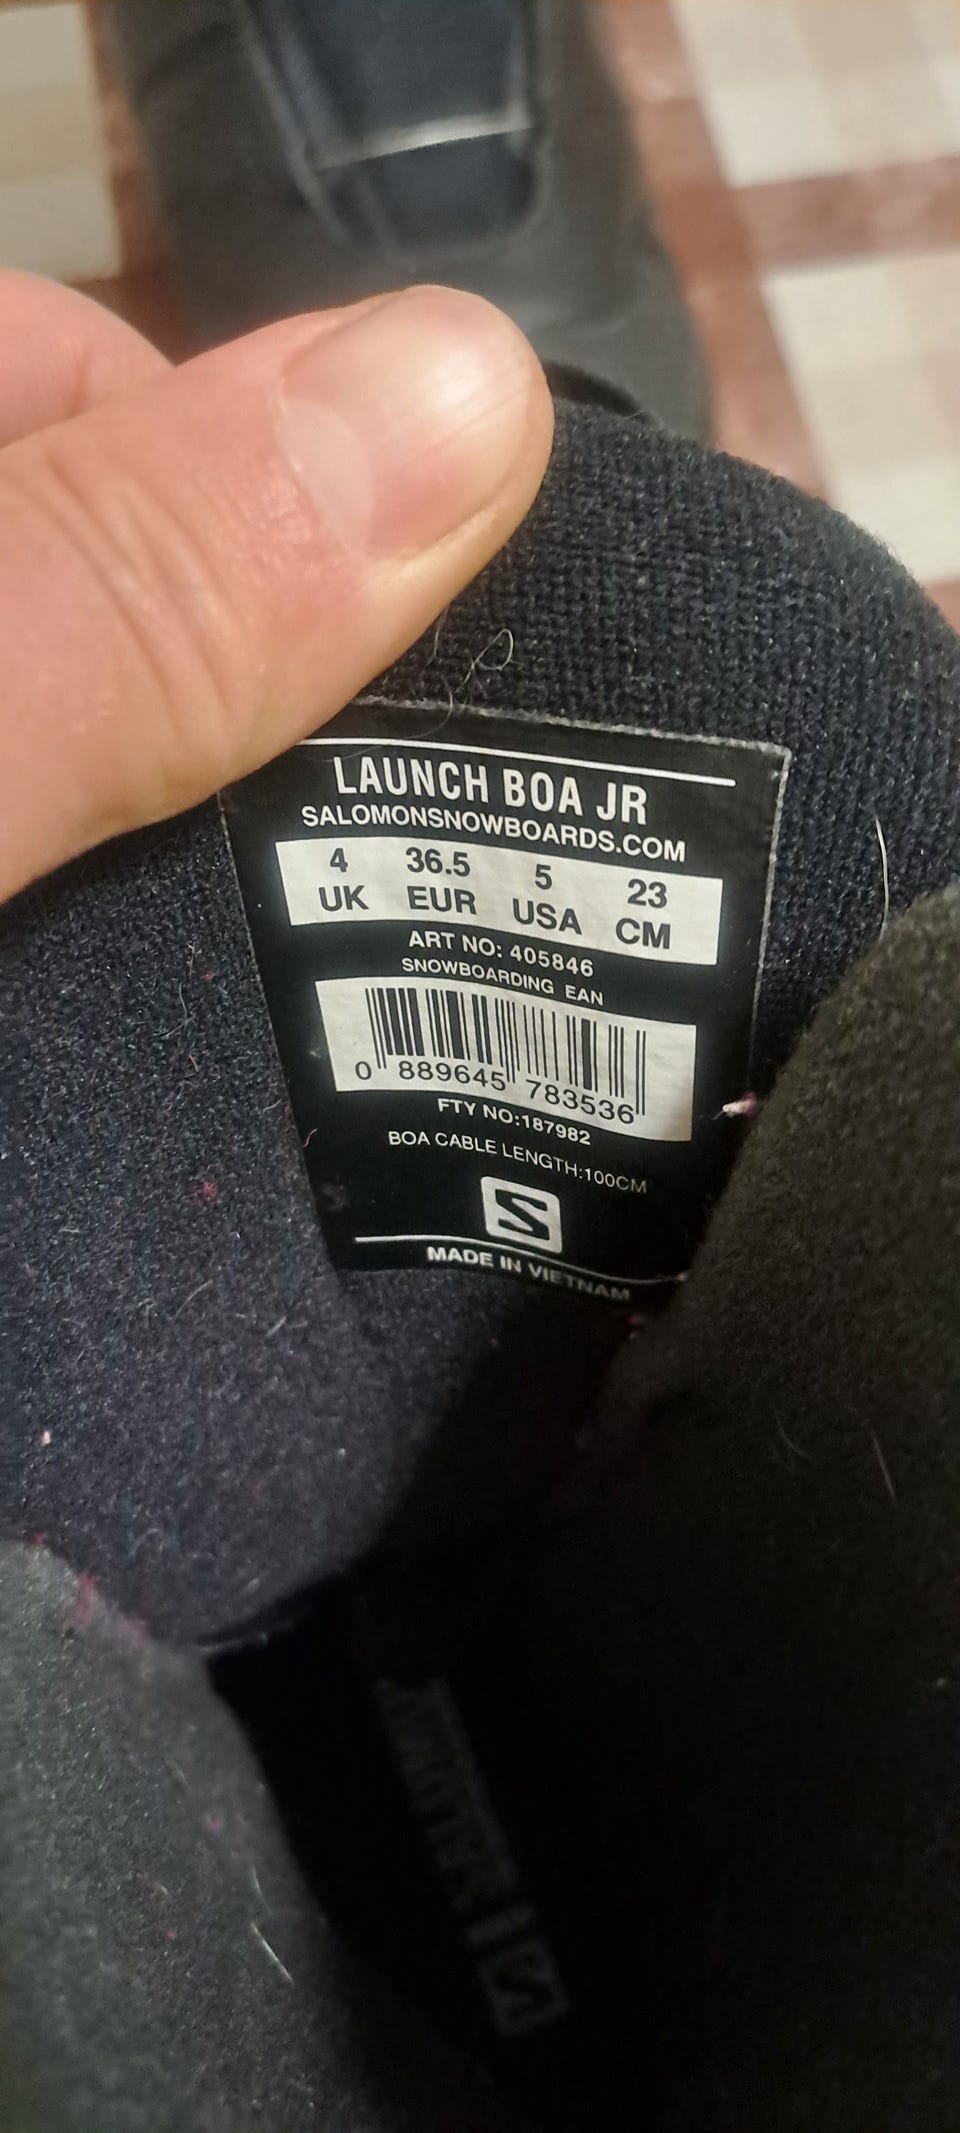 LAUNCH BOA JR
SALOMONSNOWBOARDS.COM
4 36.5 5 23
UK EUR USA CM
ART NO: 405846
SNOWBOARDING EAN
0 889645 783536
FTY NO:187982
BOA CABLE LENGTH:100CM
S
MADE IN VIETNAM